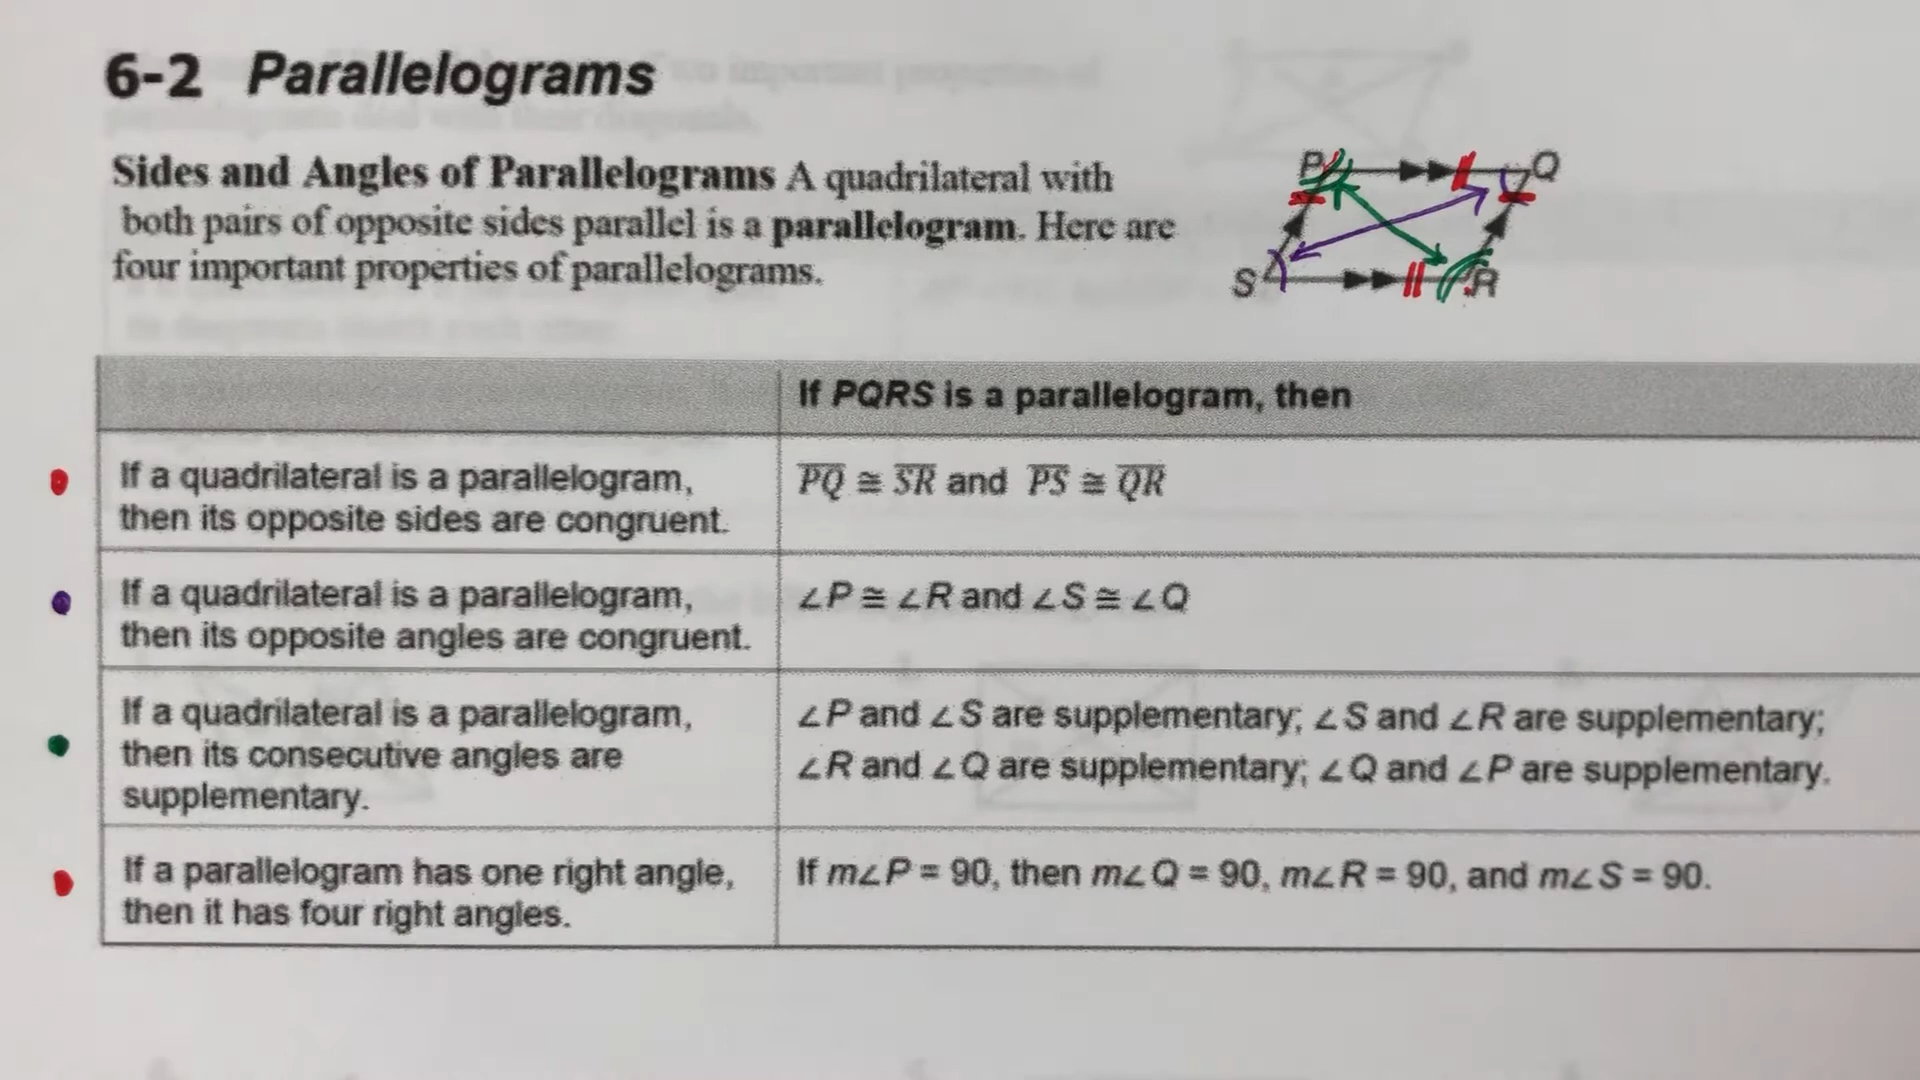 6-2 Parallelograms
Sides and Angles of Parallelograms A quadrilateral with
both pairs of opposite sides parallel is a parallelogram. Here are
four important properties of parallelograms.
P
Q
S
R
If PQRS is a parallelogram, then
If a quadrilateral is a parallelogram,
then its opposite sides are congruent.
P̅Q̅ ≅ S̅R̅ and P̅S̅ ≅ Q̅R̅
If a quadrilateral is a parallelogram,
then its opposite angles are congruent.
∠P ≅ ∠R and ∠S ≅ ∠Q
If a quadrilateral is a parallelogram,
then its consecutive angles are
supplementary.
∠P and ∠S are supplementary; ∠S and ∠R are supplementary;
∠R and ∠Q are supplementary; ∠Q and ∠P are supplementary.
If a parallelogram has one right angle,
then it has four right angles.
If m∠P = 90, then m∠Q = 90, m∠R = 90, and m∠S = 90.